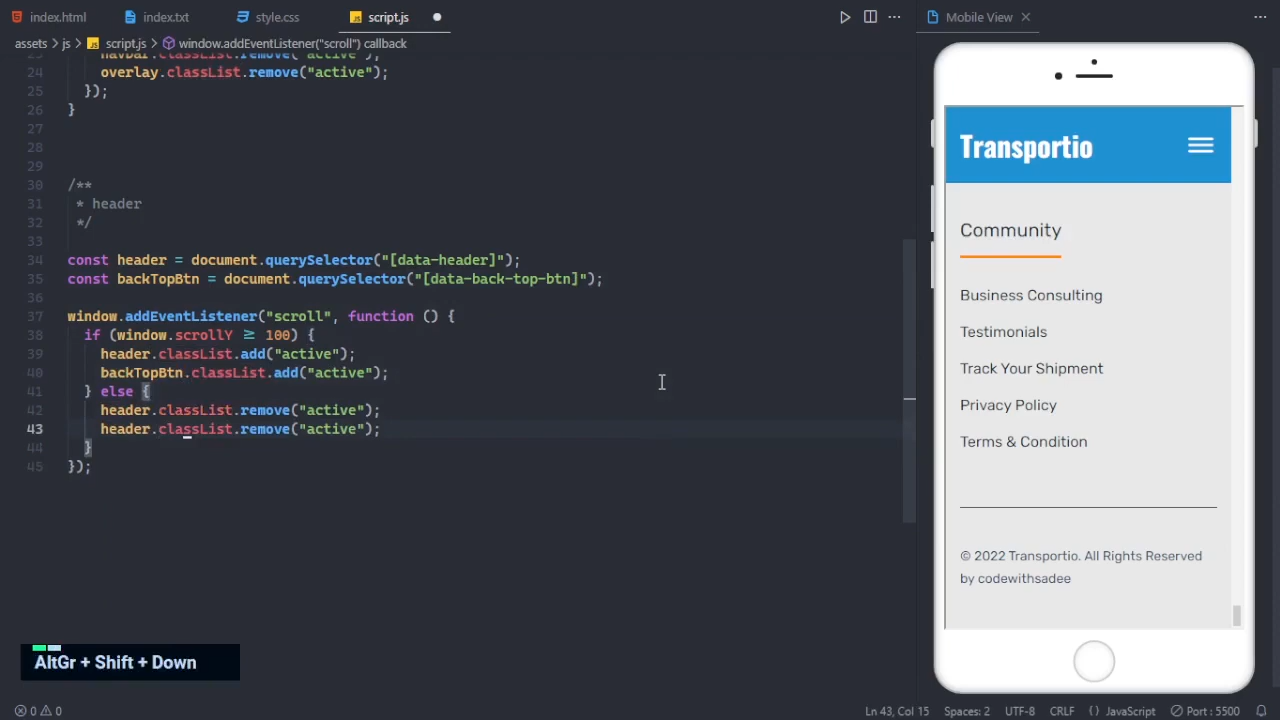 index.html index.txt style.css script.js
Mobile View
assets > js > script.js > window.addEventListener("scroll") callback
23 navbar.classList.remove("active");
24 overlay.classList.remove("active");
25 });
26 }
27
28
29
30 /**
31 * header
32 */
33
34 const header = document.querySelector("[data-header]");
35 const backTopBtn = document.querySelector("[data-back-top-btn]");
36
37 window.addEventListener("scroll", function () {
38 if (window.scrollY ≥ 100) {
39 header.classList.add("active");
40 backTopBtn.classList.add("active");
41 } else {
42 header.classList.remove("active");
43 header.classList.remove("active");
44 }
45 });
Transportio
Community
Business Consulting
Testimonials
Track Your Shipment
Privacy Policy
Terms & Condition
© 2022 Transportio. All Rights Reserved
by codewithsadee
AltGr + Shift + Down
0 0 Ln 43, Col 15 Spaces: 2 UTF-8 CRLF {} JavaScript Port : 5500